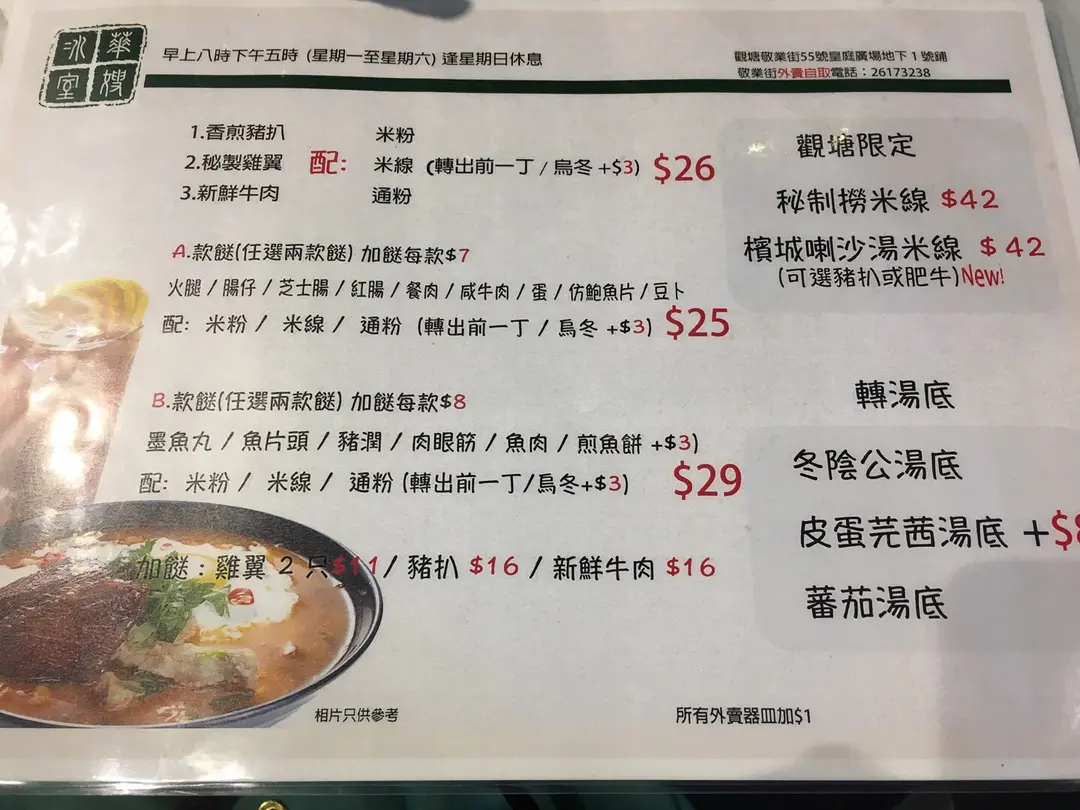 華嫂冰室
早上八時下午五時 (星期一至星期六) 逢星期日休息
觀塘敬業街55號皇庭廣場地下 1 號鋪
敬業街外賣自取電話：26173238
1.香煎豬扒
2.秘製雞翼
3.新鮮牛肉
配:
米粉
米線 (轉出前一丁 / 烏冬 +$3)
通粉
$26
A.款餸(任選兩款餸) 加餸每款$7
火腿 / 腸仔 / 芝士腸 / 紅腸 / 餐肉 / 咸牛肉 / 蛋 / 仿鮑魚片 / 豆卜
配: 米粉 / 米線 / 通粉 (轉出前一丁 / 烏冬 +$3) $25
B.款餸(任選兩款餸) 加餸每款$8
墨魚丸 / 魚片頭 / 豬潤 / 肉眼筋 / 魚肉 / 煎魚餅 +$3)
配: 米粉 / 米線 / 通粉 (轉出前一丁/烏冬+$3) $29
加餸 : 雞翼 2 只$11/ 豬扒 $16 / 新鮮牛肉 $16
觀塘限定
秘制撈米線 $42
檳城喇沙湯米線 $42
(可選豬扒或肥牛)New!
轉湯底
冬陰公湯底
皮蛋芫茜湯底 +$8
蕃茄湯底
相片只供參考
所有外賣器皿加$1